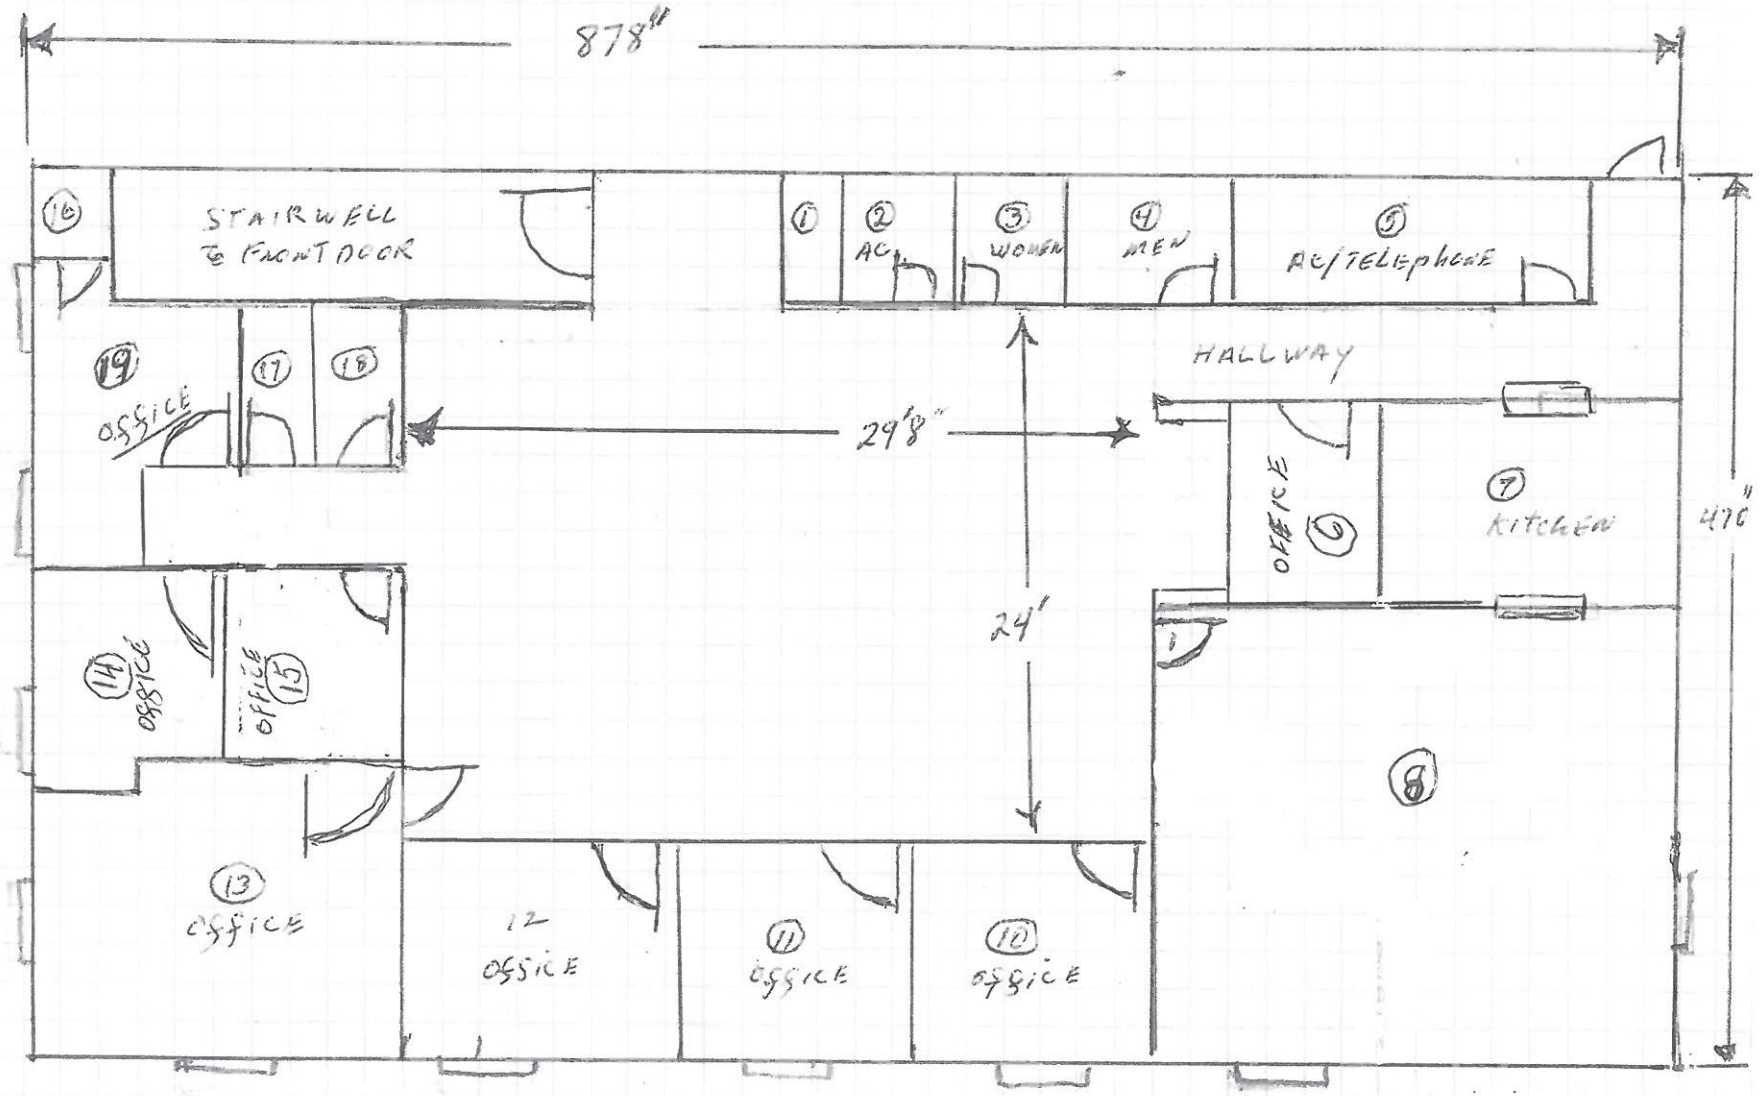 878"
16
STAIRWELL
to FRONT DOOR
1
2
AC
3
WOMEN
4
MEN
5
AC/TELEphONE
HALLWAY
19
OFFICE
17
18
29'8"
OFFICE
6
7
KitchEN
24'
14
OFFICE
OFFICE
15
8
13
OFFICE
12
OFFICE
11
OFFICE
10
OFFICE